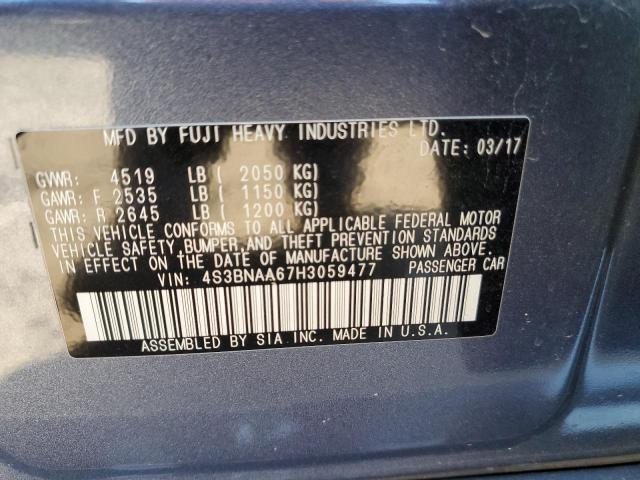 MFD BY FUJI HEAVY INDUSTRIES LTD.
DATE: 03/17
GVWR: 4519 LB ( 2050 KG)
GAWR: F 2535 LB ( 1150 KG)
GAWR: R 2645 LB ( 1200 KG)
THIS VEHICLE CONFORMS TO ALL APPLICABLE FEDERAL MOTOR
VEHICLE SAFETY, BUMPER, AND THEFT PREVENTION STANDARDS
IN EFFECT ON THE DATE OF MANUFACTURE SHOWN ABOVE.
VIN: 4S3BNAA67H3059477 PASSENGER CAR
ASSEMBLED BY SIA INC. MADE IN U.S.A.